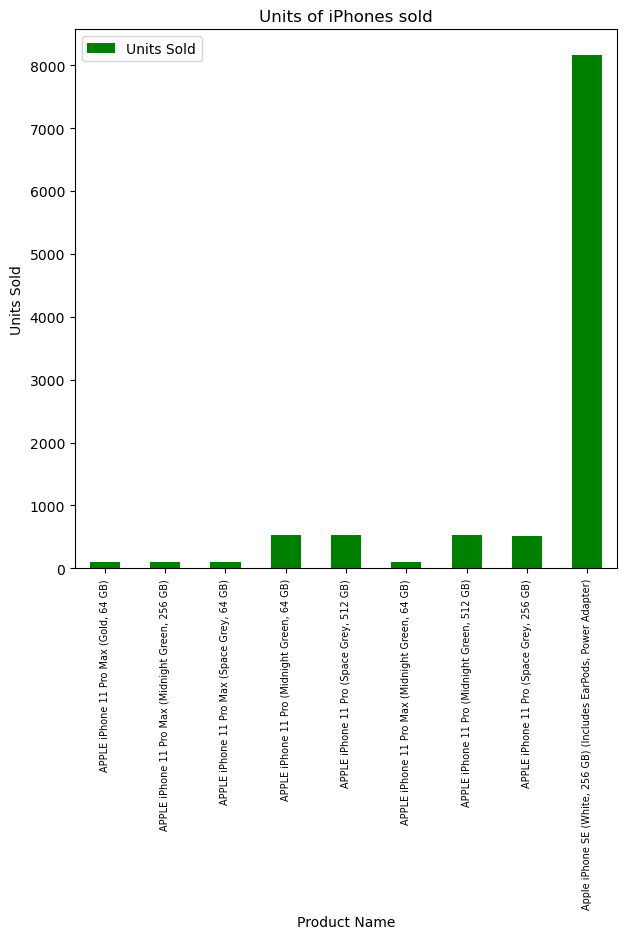 Units of iPhones sold
Units Sold
8000
7000
6000
5000
4000
3000
2000
1000
0
Units Sold
APPLE iPhone 11 Pro Max (Gold, 64 GB)
APPLE iPhone 11 Pro Max (Midnight Green, 256 GB)
APPLE iPhone 11 Pro Max (Space Grey, 64 GB)
APPLE iPhone 11 Pro (Midnight Green, 64 GB)
APPLE iPhone 11 Pro (Space Grey, 512 GB)
APPLE iPhone 11 Pro Max (Midnight Green, 64 GB)
APPLE iPhone 11 Pro (Midnight Green, 512 GB)
APPLE iPhone 11 Pro (Space Grey, 256 GB)
Apple iPhone SE (White, 256 GB) (Includes EarPods, Power Adapter)
Product Name